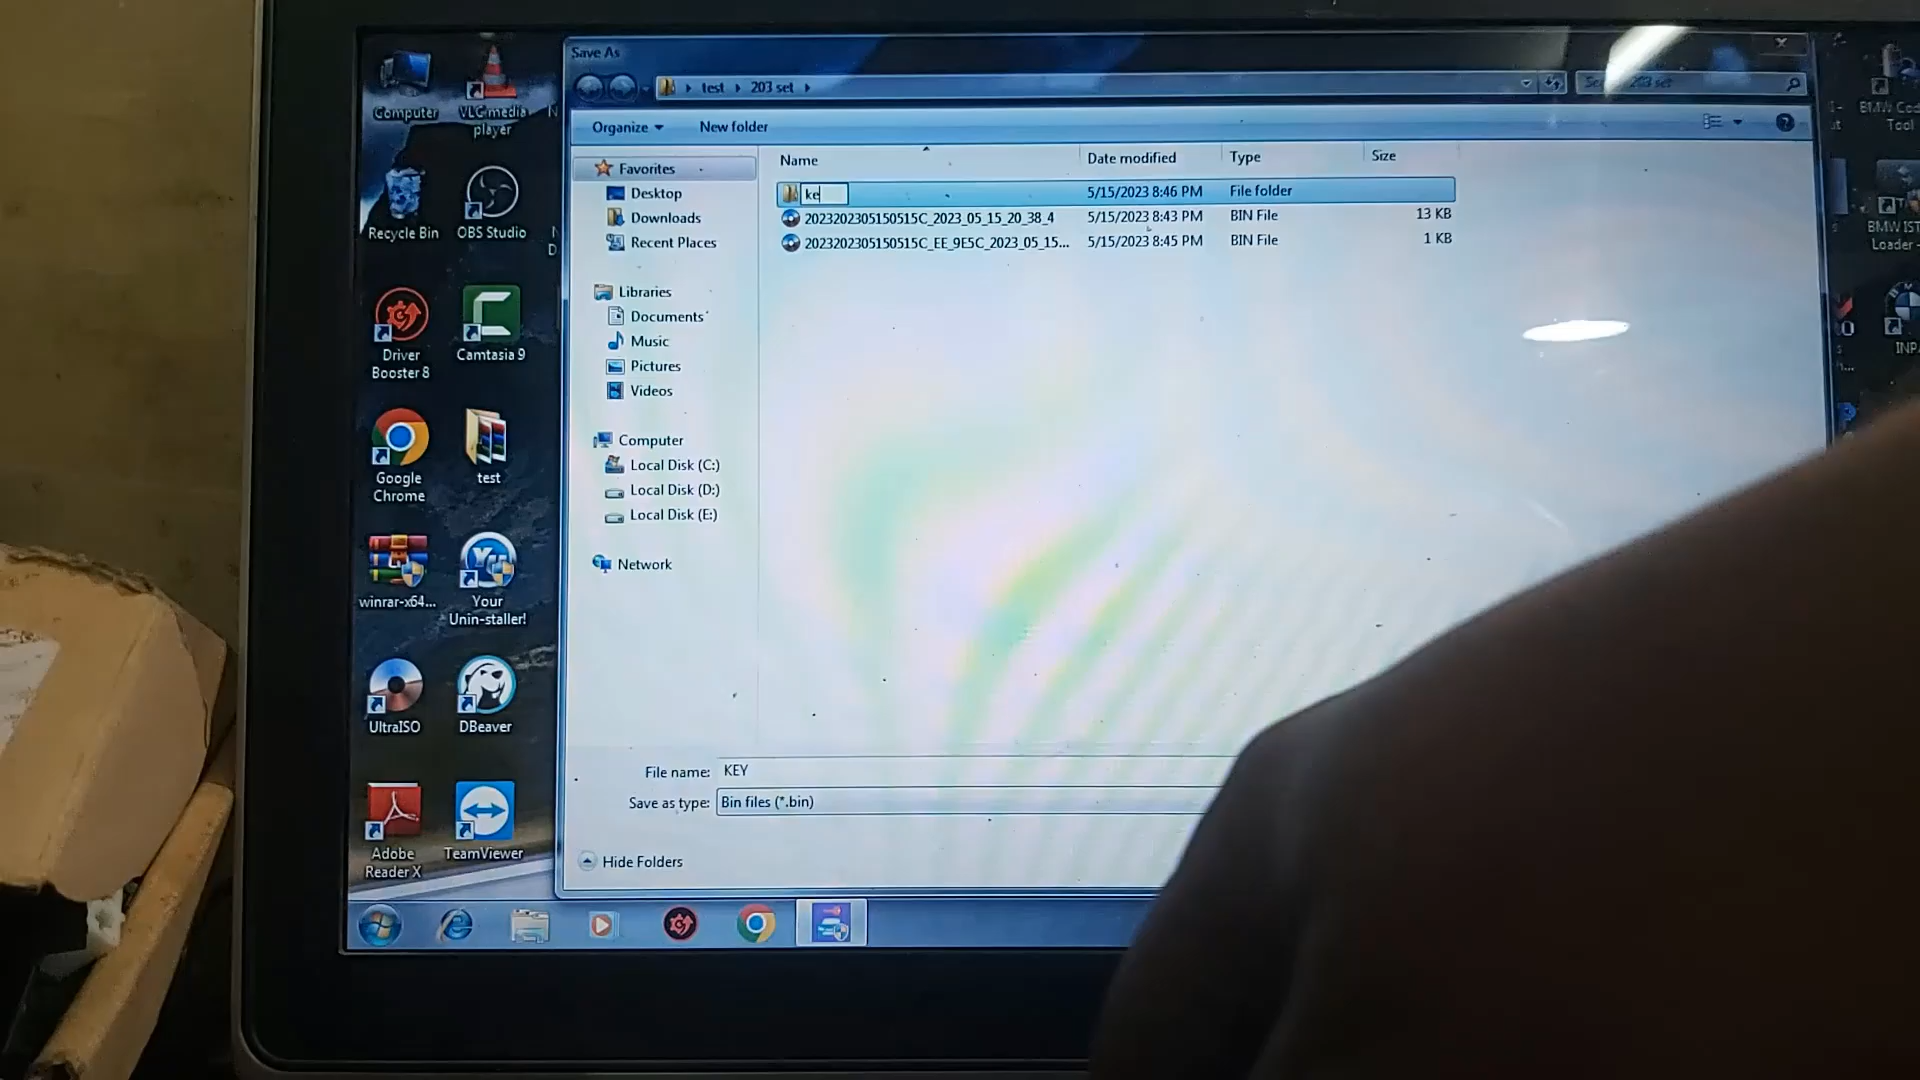 Save As
test
203 set
203 set
Organize
New folder
Name
Date modified
Type
Size
ke
5/15/2023 8:46 PM
File folder
2023202305150515C_2023_05_15_20_38_4
5/15/2023 8:43 PM
BIN File
13 KB
2023202305150515C_EE_9E5C_2023_05_15...
5/15/2023 8:45 PM
BIN File
1 KB
Favorites
Desktop
Downloads
Recent Places
Libraries
Documents
Music
Pictures
Videos
Computer
Local Disk (C:)
Local Disk (D:)
Local Disk (E:)
Network
File name:
KEY
Save as type:
Bin files (*.bin)
Hide Folders
Computer
VLC media
player
Recycle Bin
OBS Studio
Driver
Booster 8
Camtasia 9
Google
Chrome
test
winrar-x64...
Your
Unin-staller!
UltraISO
DBeaver
Adobe
Reader X
TeamViewer
BMW Cod
Tool
BMW IST
Loader -
INPA